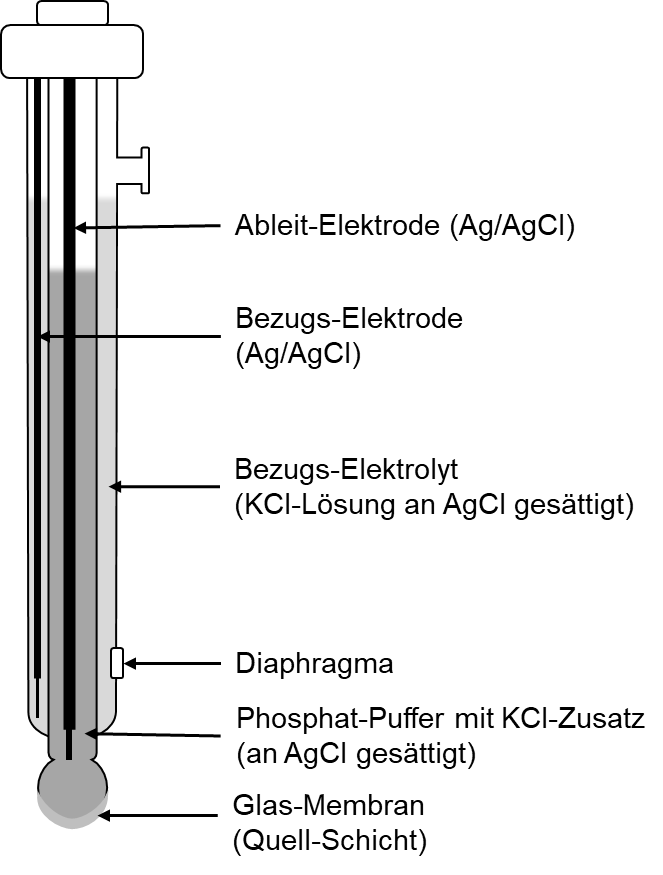 Ableit-Elektrode (Ag/AgCl)
Bezugs-Elektrode
(Ag/AgCl)
Bezugs-Elektrolyt
(KCl-Lösung an AgCl gesättigt)
Diaphragma
Phosphat-Puffer mit KCl-Zusatz
(an AgCl gesättigt)
Glas-Membran
(Quell-Schicht)